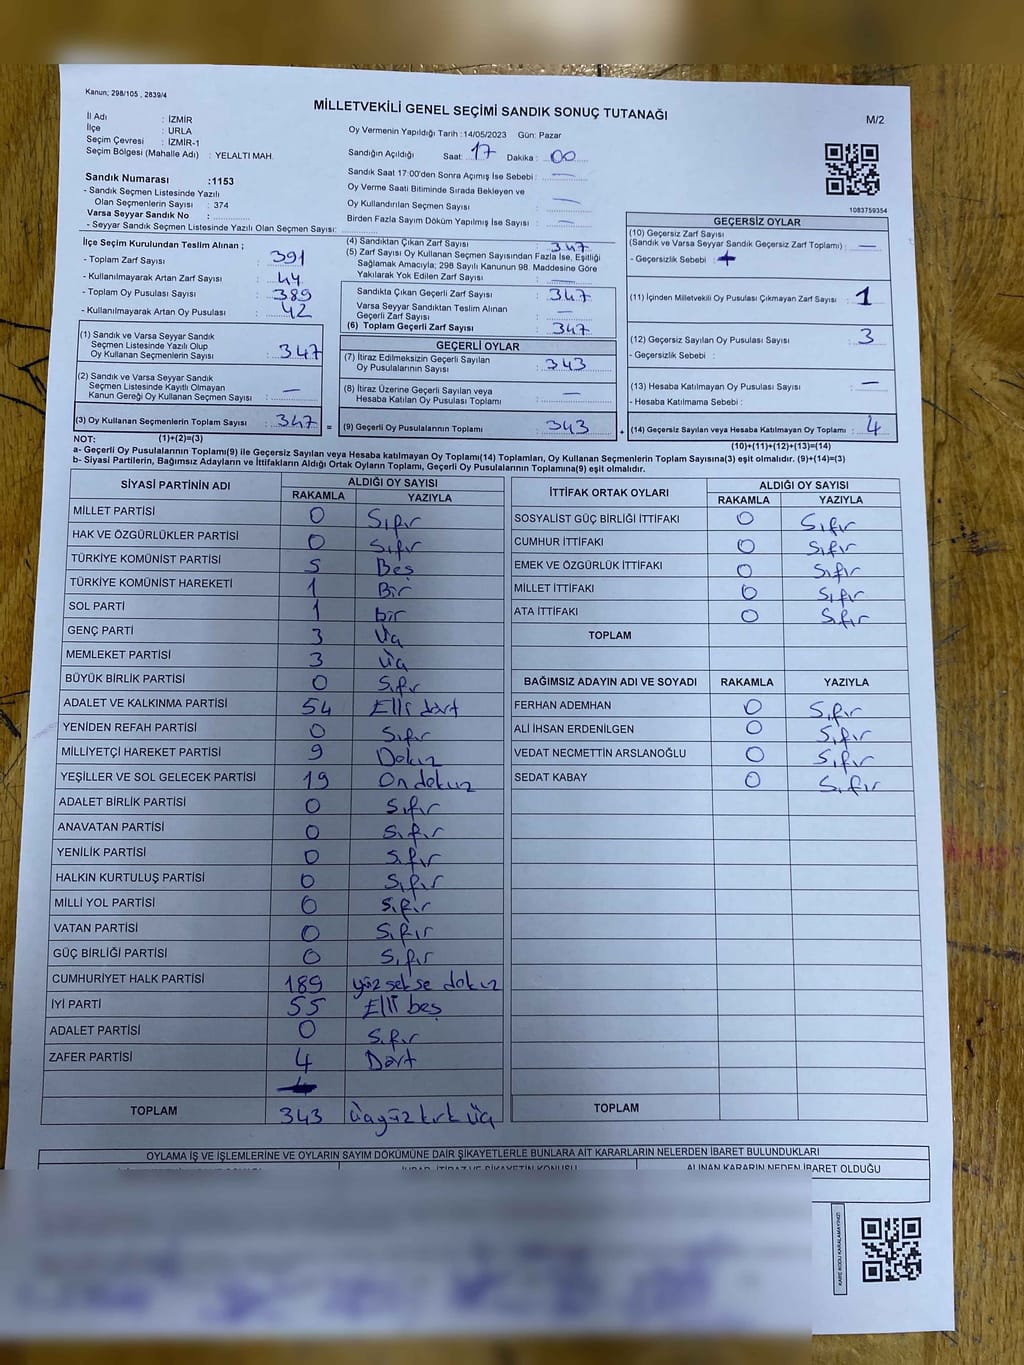 Kanun; 298/105 , 2839/4
MİLLETVEKİLİ GENEL SEÇİMİ SANDIK SONUÇ TUTANAĞI
M/2
İl Adı : İZMİR
İlçe : URLA
Seçim Çevresi : İZMİR-1
Seçim Bölgesi (Mahalle Adı) : YELALTI MAH.
Oy Vermenin Yapıldığı Tarih :14/05/2023 Gün: Pazar
Sandığın Açıldığı Saat: 17 Dakika : 00
Sandık Saat 17:00'den Sonra Açımış İse Sebebi : —
Oy Verme Saati Bitiminde Sırada Bekleyen ve
Oy Kullandırılan Seçmen Sayısı : —
Birden Fazla Sayım Döküm Yapılmış İse Sayısı : —
1083759354
Sandık Numarası :1153
- Sandık Seçmen Listesinde Yazılı
Olan Seçmenlerin Sayısı : 374
Varsa Seyyar Sandık No :
- Seyyar Sandık Seçmen Listesinde Yazılı Olan Seçmen Sayısı:
İlçe Seçim Kurulundan Teslim Alınan ;
- Toplam Zarf Sayısı : 391
- Kullanılmayarak Artan Zarf Sayısı : 44
- Toplam Oy Pusulası Sayısı : 389
- Kullanılmayarak Artan Oy Pusulası : 42
(1) Sandık ve Varsa Seyyar Sandık
Seçmen Listesinde Yazılı Olup
Oy Kullanan Seçmenlerin Sayısı : 347
(2) Sandık ve Varsa Seyyar Sandık
Seçmen Listesinde Kayıtlı Olmayan
Kanun Gereği Oy Kullanan Seçmen Sayısı : —
(3) Oy Kullanan Seçmenlerin Toplam Sayısı : 347 =
(4) Sandıktan Çıkan Zarf Sayısı : 347
(5) Zarf Sayısı Oy Kullanan Seçmen Sayısından Fazla İse, Eşitliği
Sağlamak Amacıyla; 298 Sayılı Kanunun 98. Maddesine Göre
Yakılarak Yok Edilen Zarf Sayısı : —
Sandıkta Çıkan Geçerli Zarf Sayısı : 347
Varsa Seyyar Sandıktan Teslim Alınan
Geçerli Zarf Sayısı : —
(6) Toplam Geçerli Zarf Sayısı : 347
GEÇERLİ OYLAR
(7) İtiraz Edilmeksizin Geçerli Sayılan
Oy Pusulalarının Sayısı : 343
(8) İtiraz Üzerine Geçerli Sayılan veya
Hesaba Katılan Oy Pusulası Toplamı : —
(9) Geçerli Oy Pusulalarının Toplamı : 343 +
GEÇERSİZ OYLAR
(10) Geçersiz Zarf Sayısı
(Sandık ve Varsa Seyyar Sandık Geçersiz Zarf Toplamı) : —
- Geçersizlik Sebebi :
(11) İçinden Milletvekili Oy Pusulası Çıkmayan Zarf Sayısı : 1
(12) Geçersiz Sayılan Oy Pusulası Sayısı : 3
- Geçersizlik Sebebi :
(13) Hesaba Katılmayan Oy Pusulası Sayısı : —
- Hesaba Katılmama Sebebi :
(14) Geçersiz Sayılan veya Hesaba Katılmayan Oy Toplamı : 4
NOT: (1)+(2)=(3) (10)+(11)+(12)+(13)=(14)
a- Geçerli Oy Pusulalarının Toplamı(9) ile Geçersiz Sayılan veya Hesaba Katılmayan Oy Toplamı(14) Toplamları, Oy Kullanan Seçmenlerin Toplam Sayısına(3) eşit olmalıdır. (9)+(14)=(3)
b- Siyasi Partilerin, Bağımsız Adayların ve İttifakların Aldığı Ortak Oyların Toplamı, Geçerli Oy Pusulalarının Toplamına(9) eşit olmalıdır.
SİYASİ PARTİNİN ADI ALDIĞI OY SAYISI
RAKAMLA YAZIYLA
MİLLET PARTİSİ 0 Sıfır
HAK VE ÖZGÜRLÜKLER PARTİSİ 0 Sıfır
TÜRKİYE KOMÜNİST PARTİSİ 5 Beş
TÜRKİYE KOMÜNİST HAREKETİ 1 Bir
SOL PARTİ 1 bir
GENÇ PARTİ 3 Üç
MEMLEKET PARTİSİ 3 Üç
BÜYÜK BİRLİK PARTİSİ 0 Sıfır
ADALET VE KALKINMA PARTİSİ 54 Elli dört
YENİDEN REFAH PARTİSİ 0 Sıfır
MİLLİYETÇİ HAREKET PARTİSİ 9 Dokuz
YEŞİLLER VE SOL GELECEK PARTİSİ 19 On dokuz
ADALET BİRLİK PARTİSİ 0 Sıfır
ANAVATAN PARTİSİ 0 Sıfır
YENİLİK PARTİSİ 0 Sıfır
HALKIN KURTULUŞ PARTİSİ 0 Sıfır
MİLLİ YOL PARTİSİ 0 Sıfır
VATAN PARTİSİ 0 Sıfır
GÜÇ BİRLİĞİ PARTİSİ 0 Sıfır
CUMHURİYET HALK PARTİSİ 189 yüz sekse dokuz
İYİ PARTİ 55 Elli beş
ADALET PARTİSİ 0 Sıfır
ZAFER PARTİSİ 4 Dört
TOPLAM 343 Üçyüz kırk üç
İTTİFAK ORTAK OYLARI ALDIĞI OY SAYISI
RAKAMLA YAZIYLA
SOSYALİST GÜÇ BİRLİĞİ İTTİFAKI 0 Sıfır
CUMHUR İTTİFAKI 0 Sıfır
EMEK VE ÖZGÜRLÜK İTTİFAKI 0 Sıfır
MİLLET İTTİFAKI 0 Sıfır
ATA İTTİFAKI 0 Sıfır
TOPLAM
BAĞIMSIZ ADAYIN ADI VE SOYADI RAKAMLA YAZIYLA
FERHAN ADEMHAN 0 Sıfır
ALİ İHSAN ERDENİLGEN 0 Sıfır
VEDAT NECMETTİN ARSLANOĞLU 0 Sıfır
SEDAT KABAY 0 Sıfır
TOPLAM
OYLAMA İŞ VE İŞLEMLERİNE VE OYLARIN SAYIM DÖKÜMÜNE DAİR ŞİKAYETLERLE BUNLARA AİT KARARLARIN NELERDEN İBARET BULUNDUKLARI
İHBAR, İTİRAZ VE ŞİKAYETİN KONUSU ALINAN KARARIN NEDEN İBARET OLDUĞU
KARE KODU KARALAMAYINIZ!